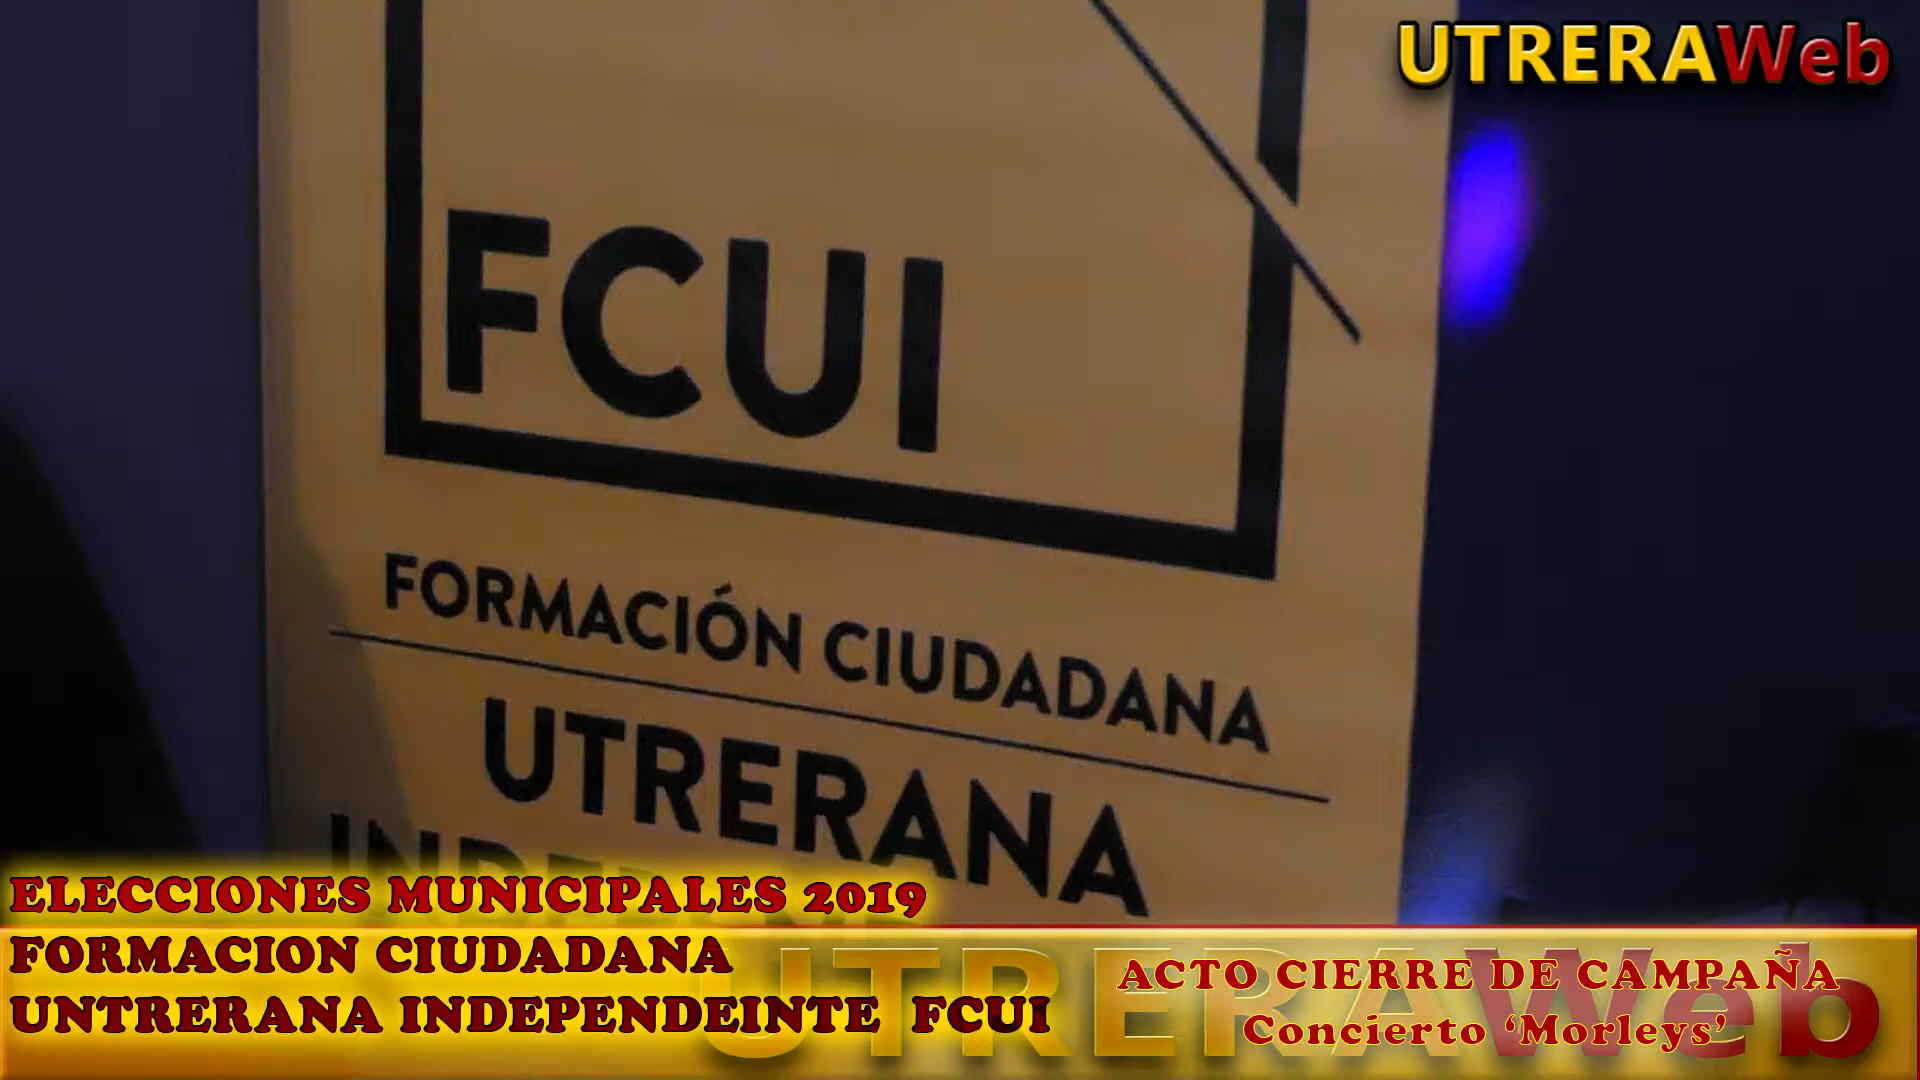 UTRERAWeb
FCUI
FORMACIÓN CIUDADANA
UTRERANA
ELECCIONES MUNICIPALES 2019
FORMACION CIUDADANA
UNTRERANA INDEPENDEINTE FCUI
UTRERAWeb
ACTO CIERRE DE CAMPAÑA
Concierto ‘Morleys’